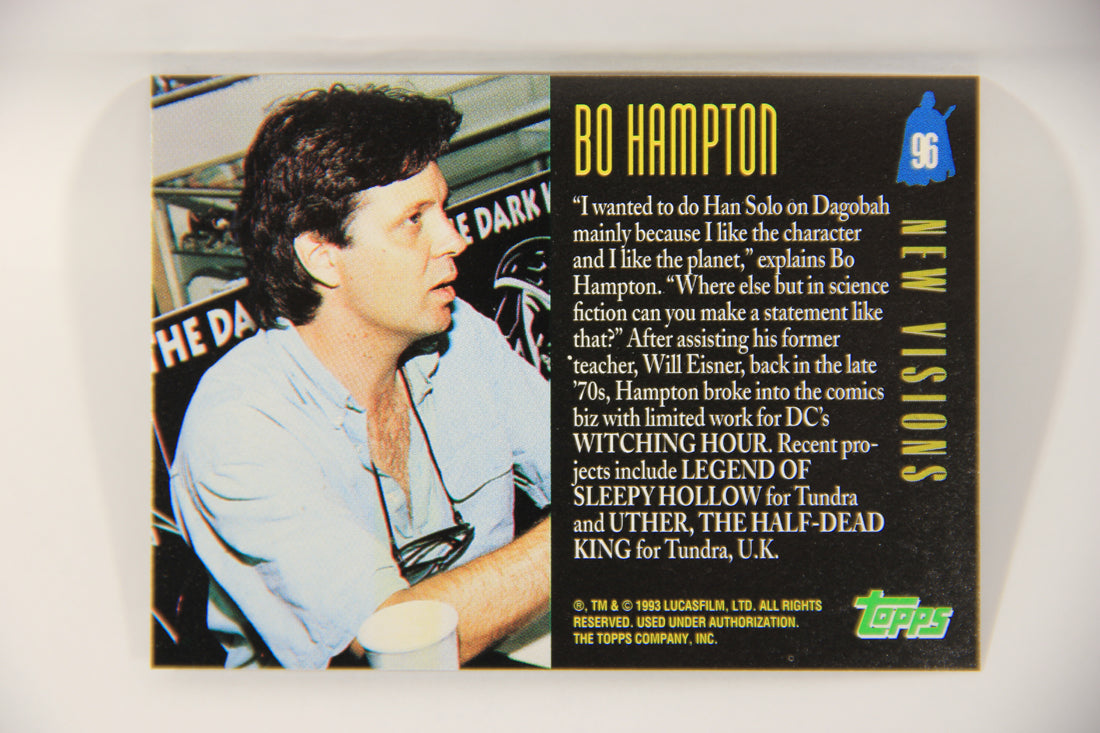 THE DA
THE DARK
BO HAMPTON
96
NEW VISIONS
“I wanted to do Han Solo on Dagobah
mainly because I like the character
and I like the planet,” explains Bo
Hampton. “Where else but in science
fiction can you make a statement like
that?” After assisting his former
teacher, Will Eisner, back in the late
’70s, Hampton broke into the comics
biz with limited work for DC’s
WITCHING HOUR. Recent pro-
jects include LEGEND OF
SLEEPY HOLLOW for Tundra
and UTHER, THE HALF-DEAD
KING for Tundra, U.K.
®, TM & © 1993 LUCASFILM, LTD. ALL RIGHTS
RESERVED. USED UNDER AUTHORIZATION.
THE TOPPS COMPANY, INC.
topps